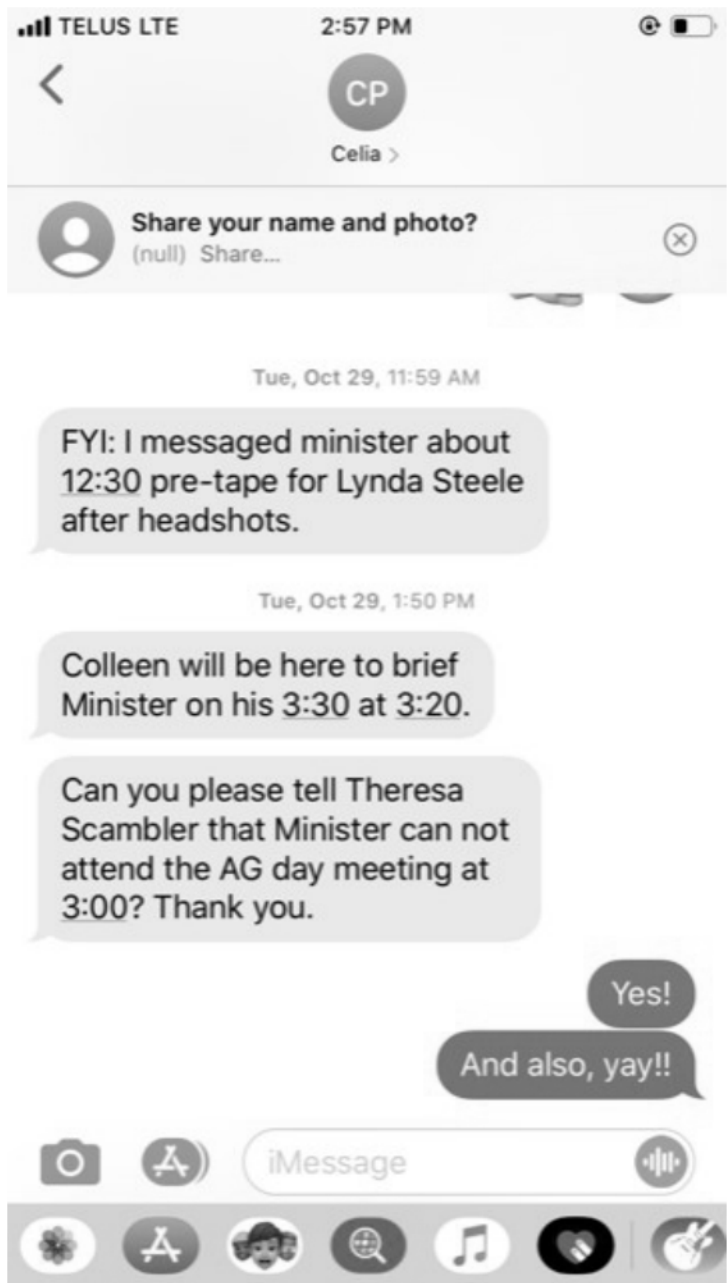 TELUS LTE 2:57 PM
CP
Celia >
Share your name and photo?
(null) Share...
Tue, Oct 29, 11:59 AM
FYI: I messaged minister about
12:30 pre-tape for Lynda Steele
after headshots.
Tue, Oct 29, 1:50 PM
Colleen will be here to brief
Minister on his 3:30 at 3:20.
Can you please tell Theresa
Scambler that Minister can not
attend the AG day meeting at
3:00? Thank you.
Yes!
And also, yay!!
iMessage